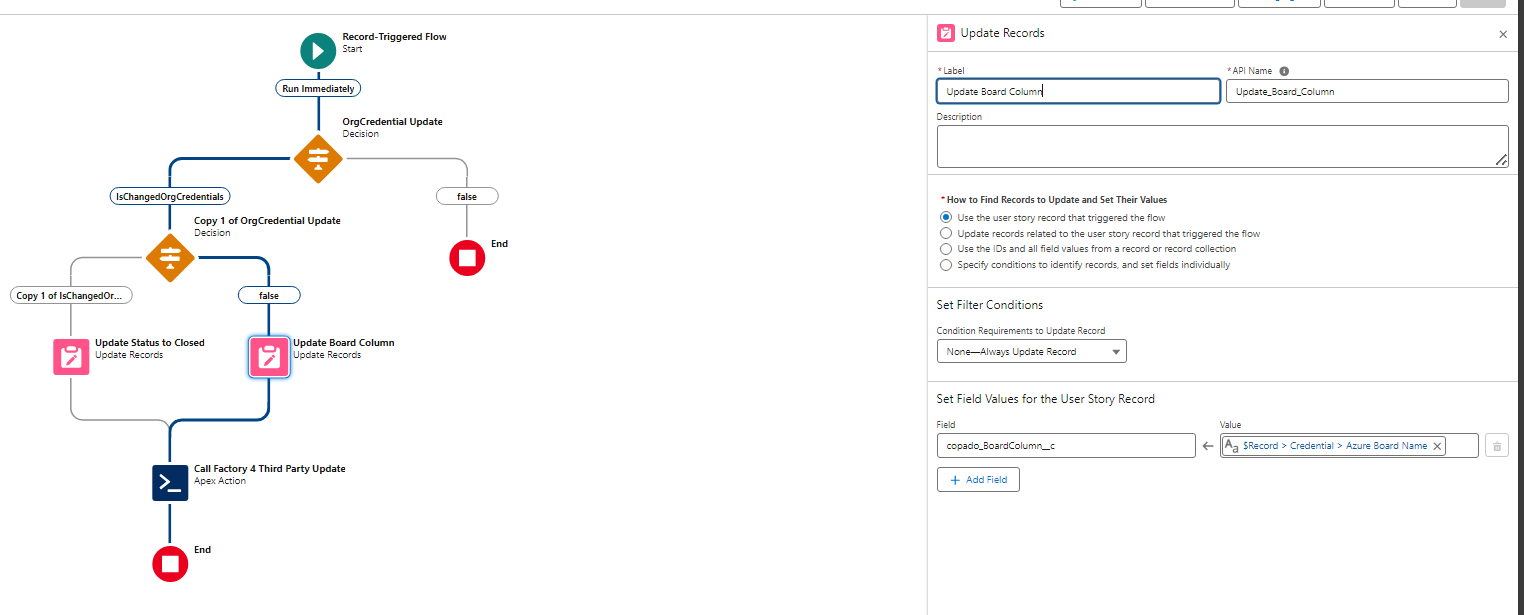 Record-Triggered Flow
Start
Run Immediately
OrgCredential Update
Decision
IsChangedOrgCredentials
false
Copy 1 of OrgCredential Update
Decision
End
Copy 1 of IsChangedOr...
false
Update Status to Closed
Update Records
Update Board Column
Update Records
Call Factory 4 Third Party Update
Apex Action
End
Update Records
* Label
* API Name
Update Board Column
Update_Board_Column
Description
* How to Find Records to Update and Set Their Values
Use the user story record that triggered the flow
Update records related to the user story record that triggered the flow
Use the IDs and all field values from a record or record collection
Specify conditions to identify records, and set fields individually
Set Filter Conditions
Condition Requirements to Update Record
None—Always Update Record
Set Field Values for the User Story Record
Field
Value
copado_BoardColumn__c
Aa $Record > Credential > Azure Board Name
+ Add Field